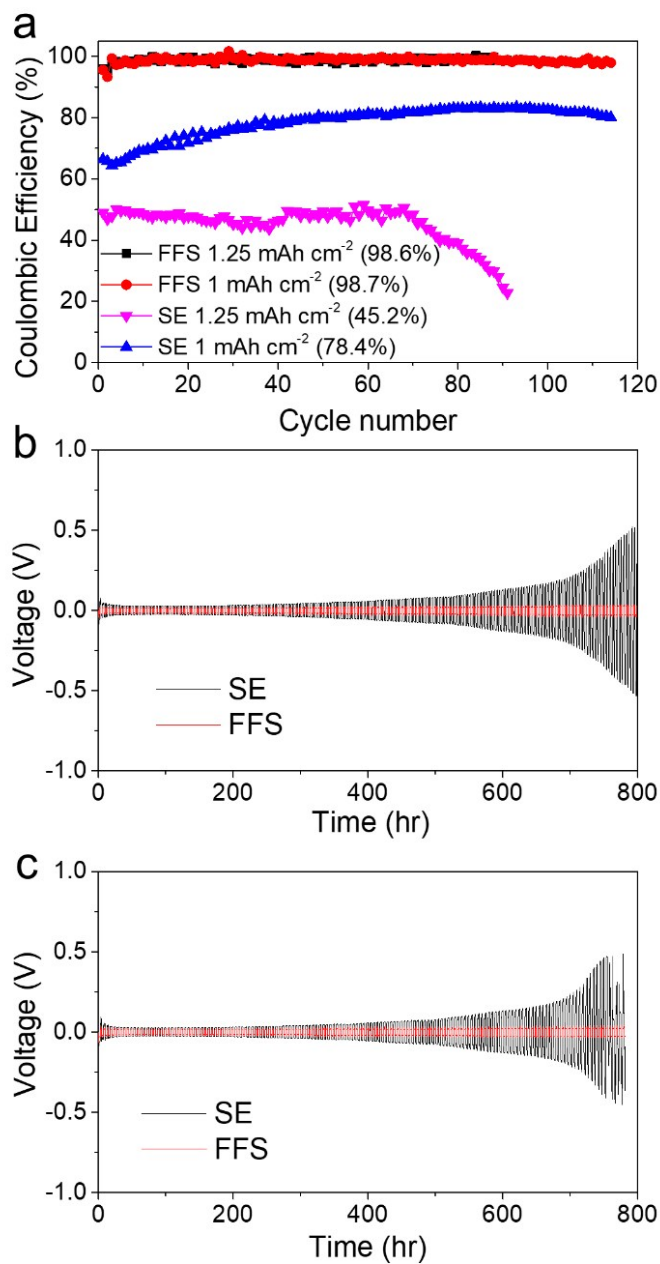 a
100
80
60
40
20
0
Coulombic Efficiency (%)
FFS 1.25 mAh cm⁻² (98.6%)
FFS 1 mAh cm⁻² (98.7%)
SE 1.25 mAh cm⁻² (45.2%)
SE 1 mAh cm⁻² (78.4%)
0 20 40 60 80 100 120
Cycle number
b
1.0
0.5
0.0
-0.5
-1.0
Voltage (V)
SE
FFS
0 200 400 600 800
Time (hr)
c
1.0
0.5
0.0
-0.5
-1.0
Voltage (V)
SE
FFS
0 200 400 600 800
Time (hr)